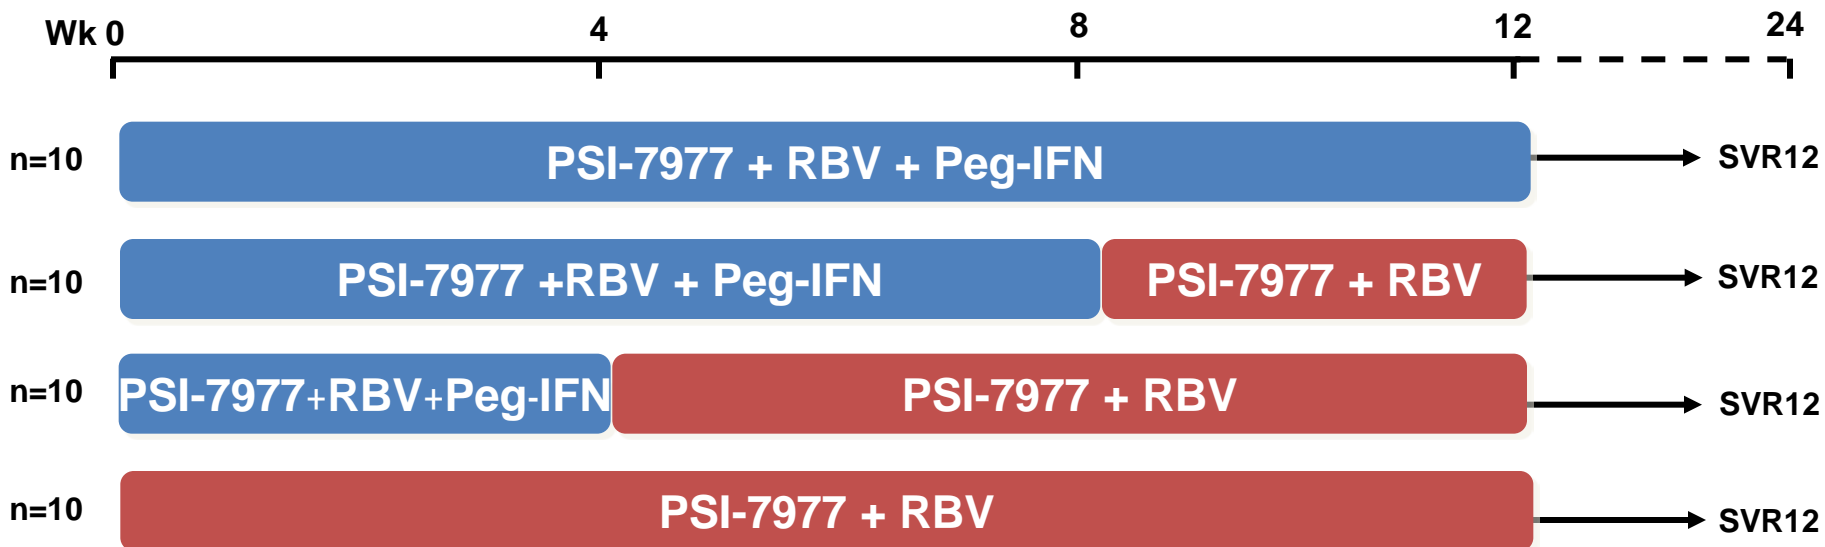 Wk 0 4 8 12 24
n=10 PSI-7977 + RBV + Peg-IFN SVR12
n=10 PSI-7977 +RBV + Peg-IFN PSI-7977 + RBV SVR12
n=10 PSI-7977+RBV+Peg-IFN PSI-7977 + RBV SVR12
n=10 PSI-7977 + RBV SVR12